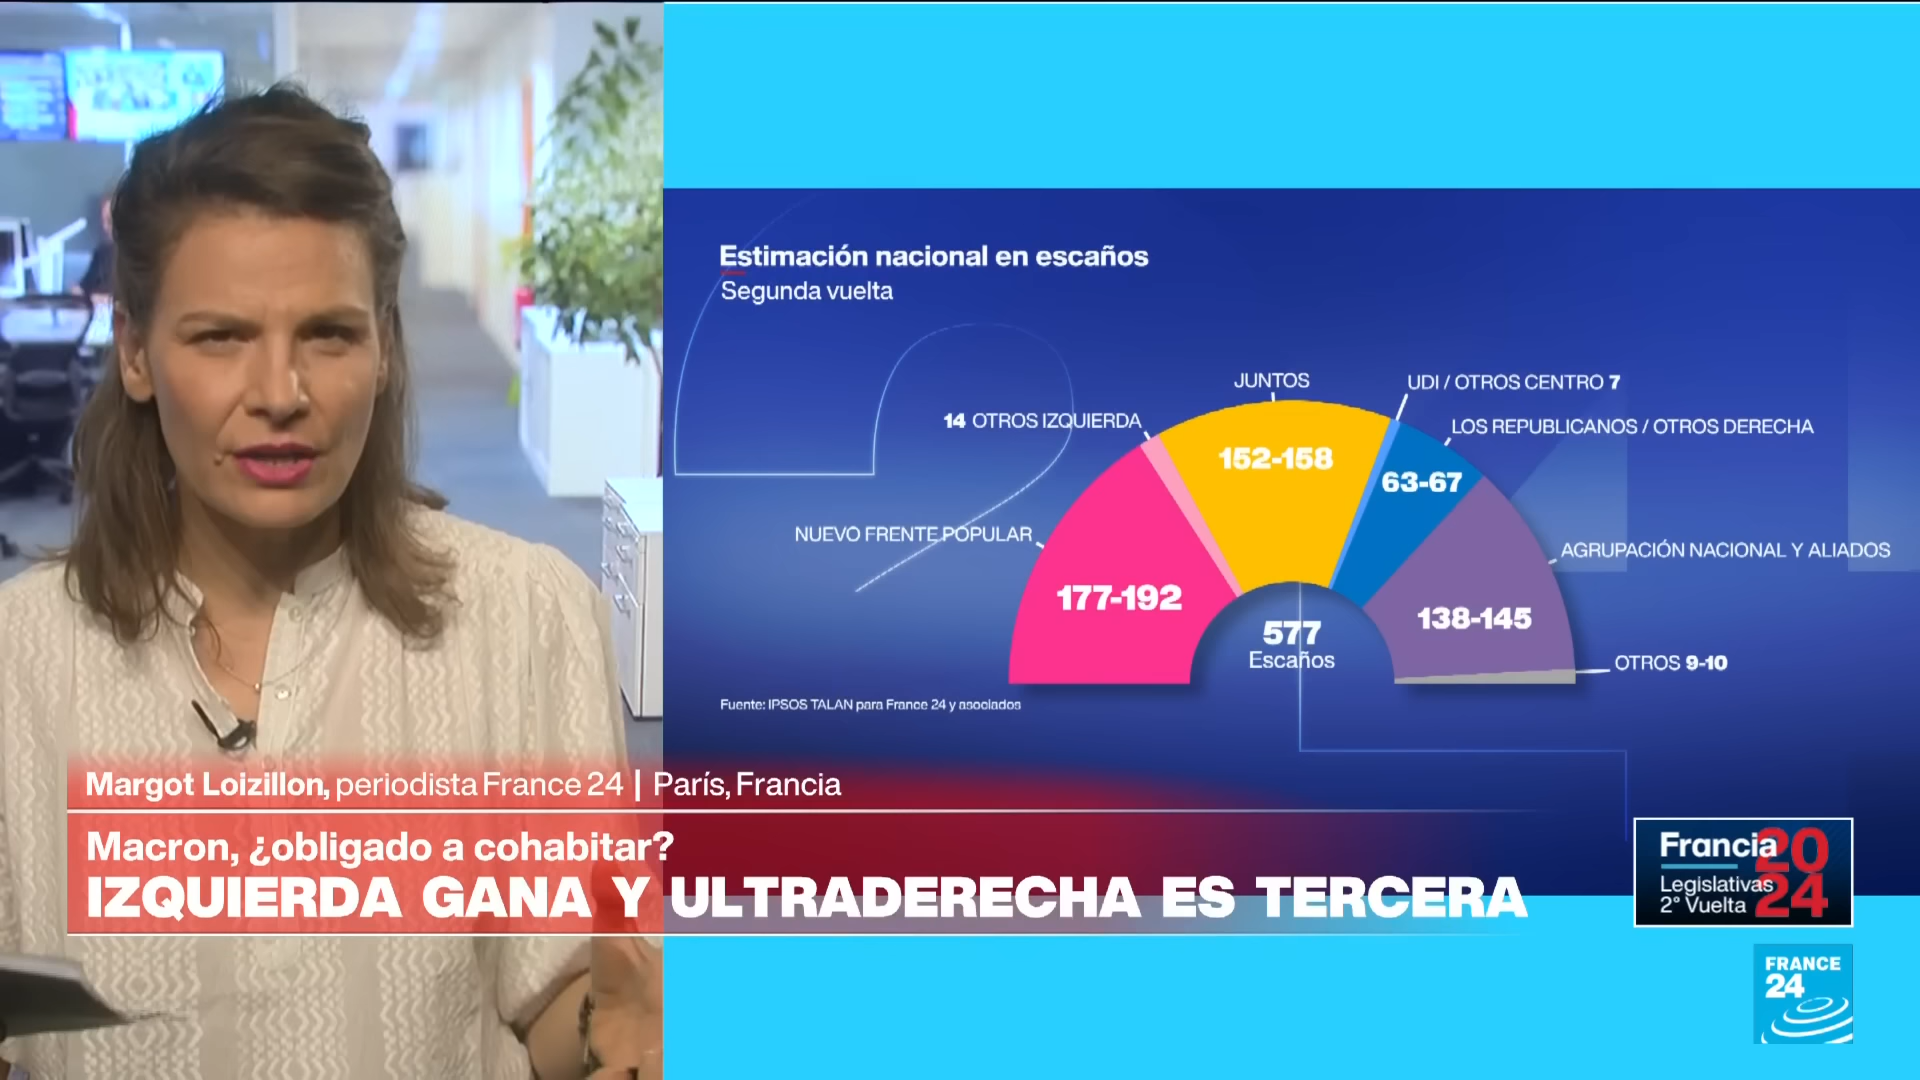 Estimación nacional en escaños
Segunda vuelta
JUNTOS
UDI / OTROS CENTRO 7
14 OTROS IZQUIERDA
LOS REPUBLICANOS / OTROS DERECHA
152-158
63-67
NUEVO FRENTE POPULAR
AGRUPACIÓN NACIONAL Y ALIADOS
177-192
138-145
577
Escaños
OTROS 9-10
Fuente: IPSOS TALAN para France 24 y asociados
Margot Loizillon, periodista France 24 | París, Francia
Macron, ¿obligado a cohabitar?
IZQUIERDA GANA Y ULTRADERECHA ES TERCERA
Francia
2024
Legislativas
2° Vuelta
FRANCE
24